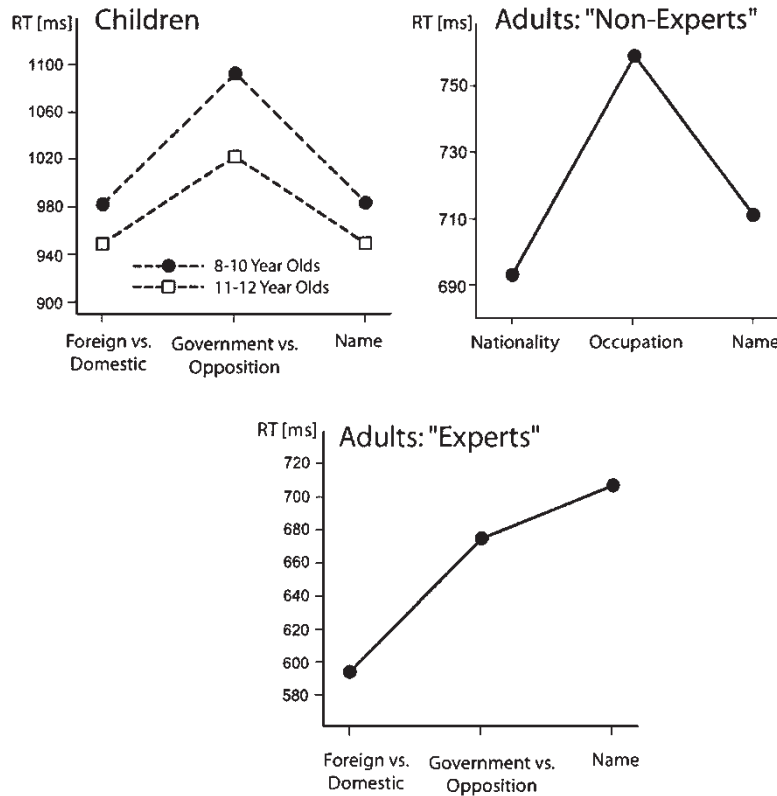 RT [ms] Children
1100
1060
1020
980
940
900
8-10 Year Olds
11-12 Year Olds
Foreign vs. Domestic
Government vs. Opposition
Name
RT [ms] Adults: "Non-Experts"
750
730
710
690
Nationality Occupation Name
RT [ms] Adults: "Experts"
720
700
680
660
640
620
600
580
Foreign vs. Domestic
Government vs. Opposition
Name